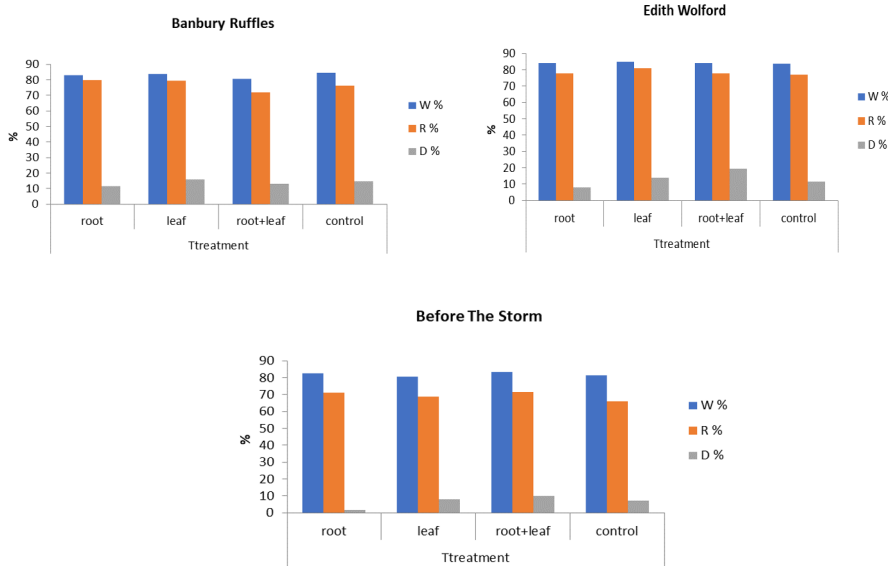 Banbury Ruffles
%
90
80
70
60
50
40
30
20
10
0
root leaf root+leaf control
Ttreatment
W %
R %
D %
Edith Wolford
%
90
80
70
60
50
40
30
20
10
0
root leaf root+leaf control
Ttreatment
W %
R %
D %
Before The Storm
%
90
80
70
60
50
40
30
20
10
0
root leaf root+leaf control
Ttreatment
W %
R %
D %